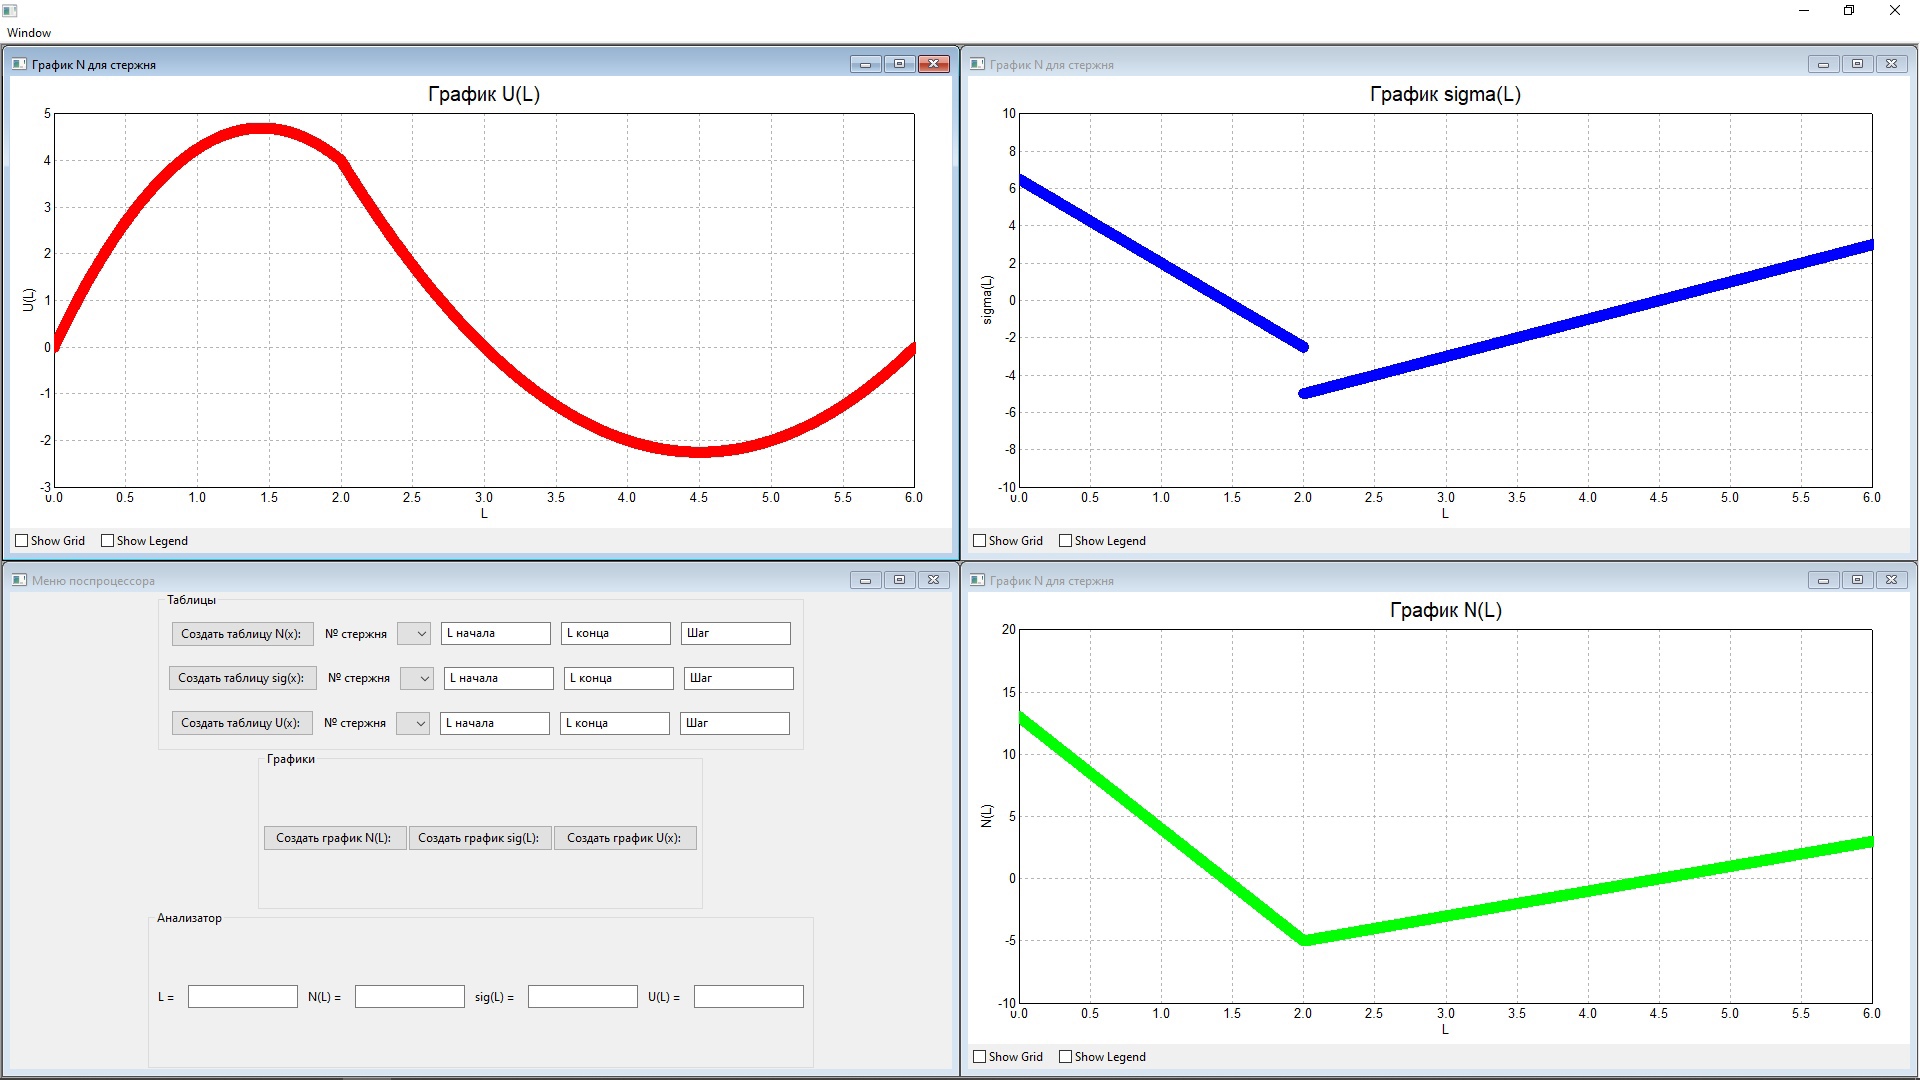 Window
График N для стержня
График U(L)
5
4
3
2
1
0
-1
-2
-3
U(L)
0.0 0.5 1.0 1.5 2.0 2.5 3.0 3.5 4.0 4.5 5.0 5.5 6.0
L
Show Grid Show Legend
График N для стержня
График sigma(L)
10
8
6
4
2
0
-2
-4
-6
-8
-10
sigma(L)
0.0 0.5 1.0 1.5 2.0 2.5 3.0 3.5 4.0 4.5 5.0 5.5 6.0
L
Show Grid Show Legend
Меню поспроцессора
Таблицы
Создать таблицу N(x): № стержня L начала L конца Шаг
Создать таблицу sig(x): № стержня L начала L конца Шаг
Создать таблицу U(x): № стержня L начала L конца Шаг
Графики
Создать график N(L): Создать график sig(L): Создать график U(x):
Анализатор
L = N(L) = sig(L) = U(L) =
График N для стержня
График N(L)
20
15
10
5
0
-5
-10
N(L)
0.0 0.5 1.0 1.5 2.0 2.5 3.0 3.5 4.0 4.5 5.0 5.5 6.0
L
Show Grid Show Legend